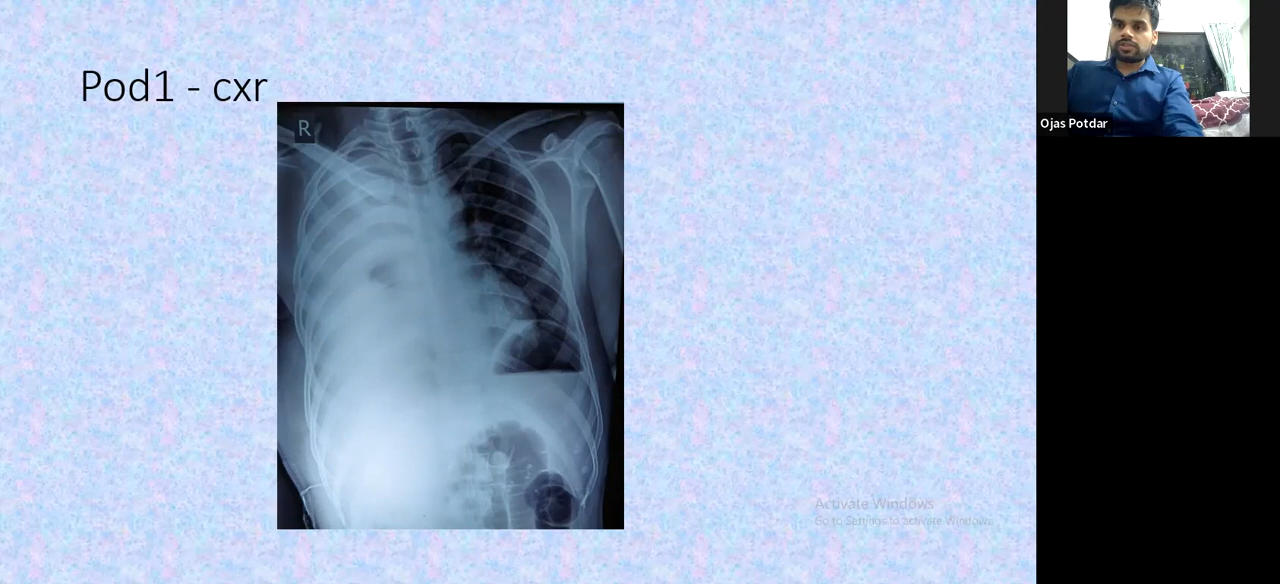 Pod1 - cxr
R
Ojas Potdar
Activate Windows
Go to Settings to activate Windows.